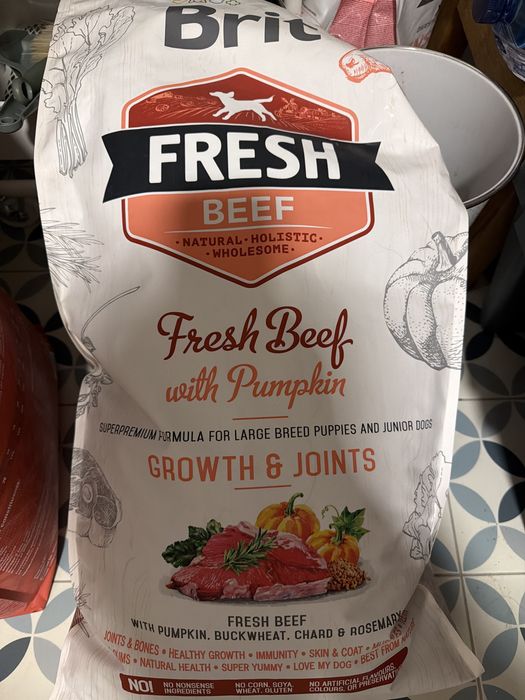 Brit
FRESH
BEEF
· NATURAL · HOLISTIC ·
· WHOLESOME ·
Fresh Beef
with Pumpkin
SUPERPREMIUM FORMULA FOR LARGE BREED PUPPIES AND JUNIOR DOGS
GROWTH & JOINTS
FRESH BEEF
WITH PUMPKIN, BUCKWHEAT, CHARD & ROSEMARY
JOINTS & BONES • HEALTHY GROWTH • IMMUNITY • SKIN & COAT •
• NATURAL HEALTH • SUPER YUMMY • LOVE MY DOG • BEST FROM
NO! NO NONSENSE INGREDIENTS
NO CORN, SOYA, WHEAT, GLUTEN
NO ARTIFICIAL FLAVOURS, COLOURS, OR